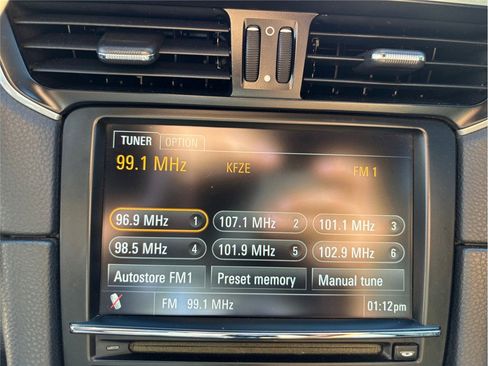 TUNER OPTION
99.1 MHz KFZE FM 1
96.9 MHz 1 107.1 MHz 2 101.1 MHz 3
98.5 MHz 4 101.9 MHz 5 102.9 MHz 6
Autostore FM1 Preset memory Manual tune
FM 99.1 MHz 01:12pm